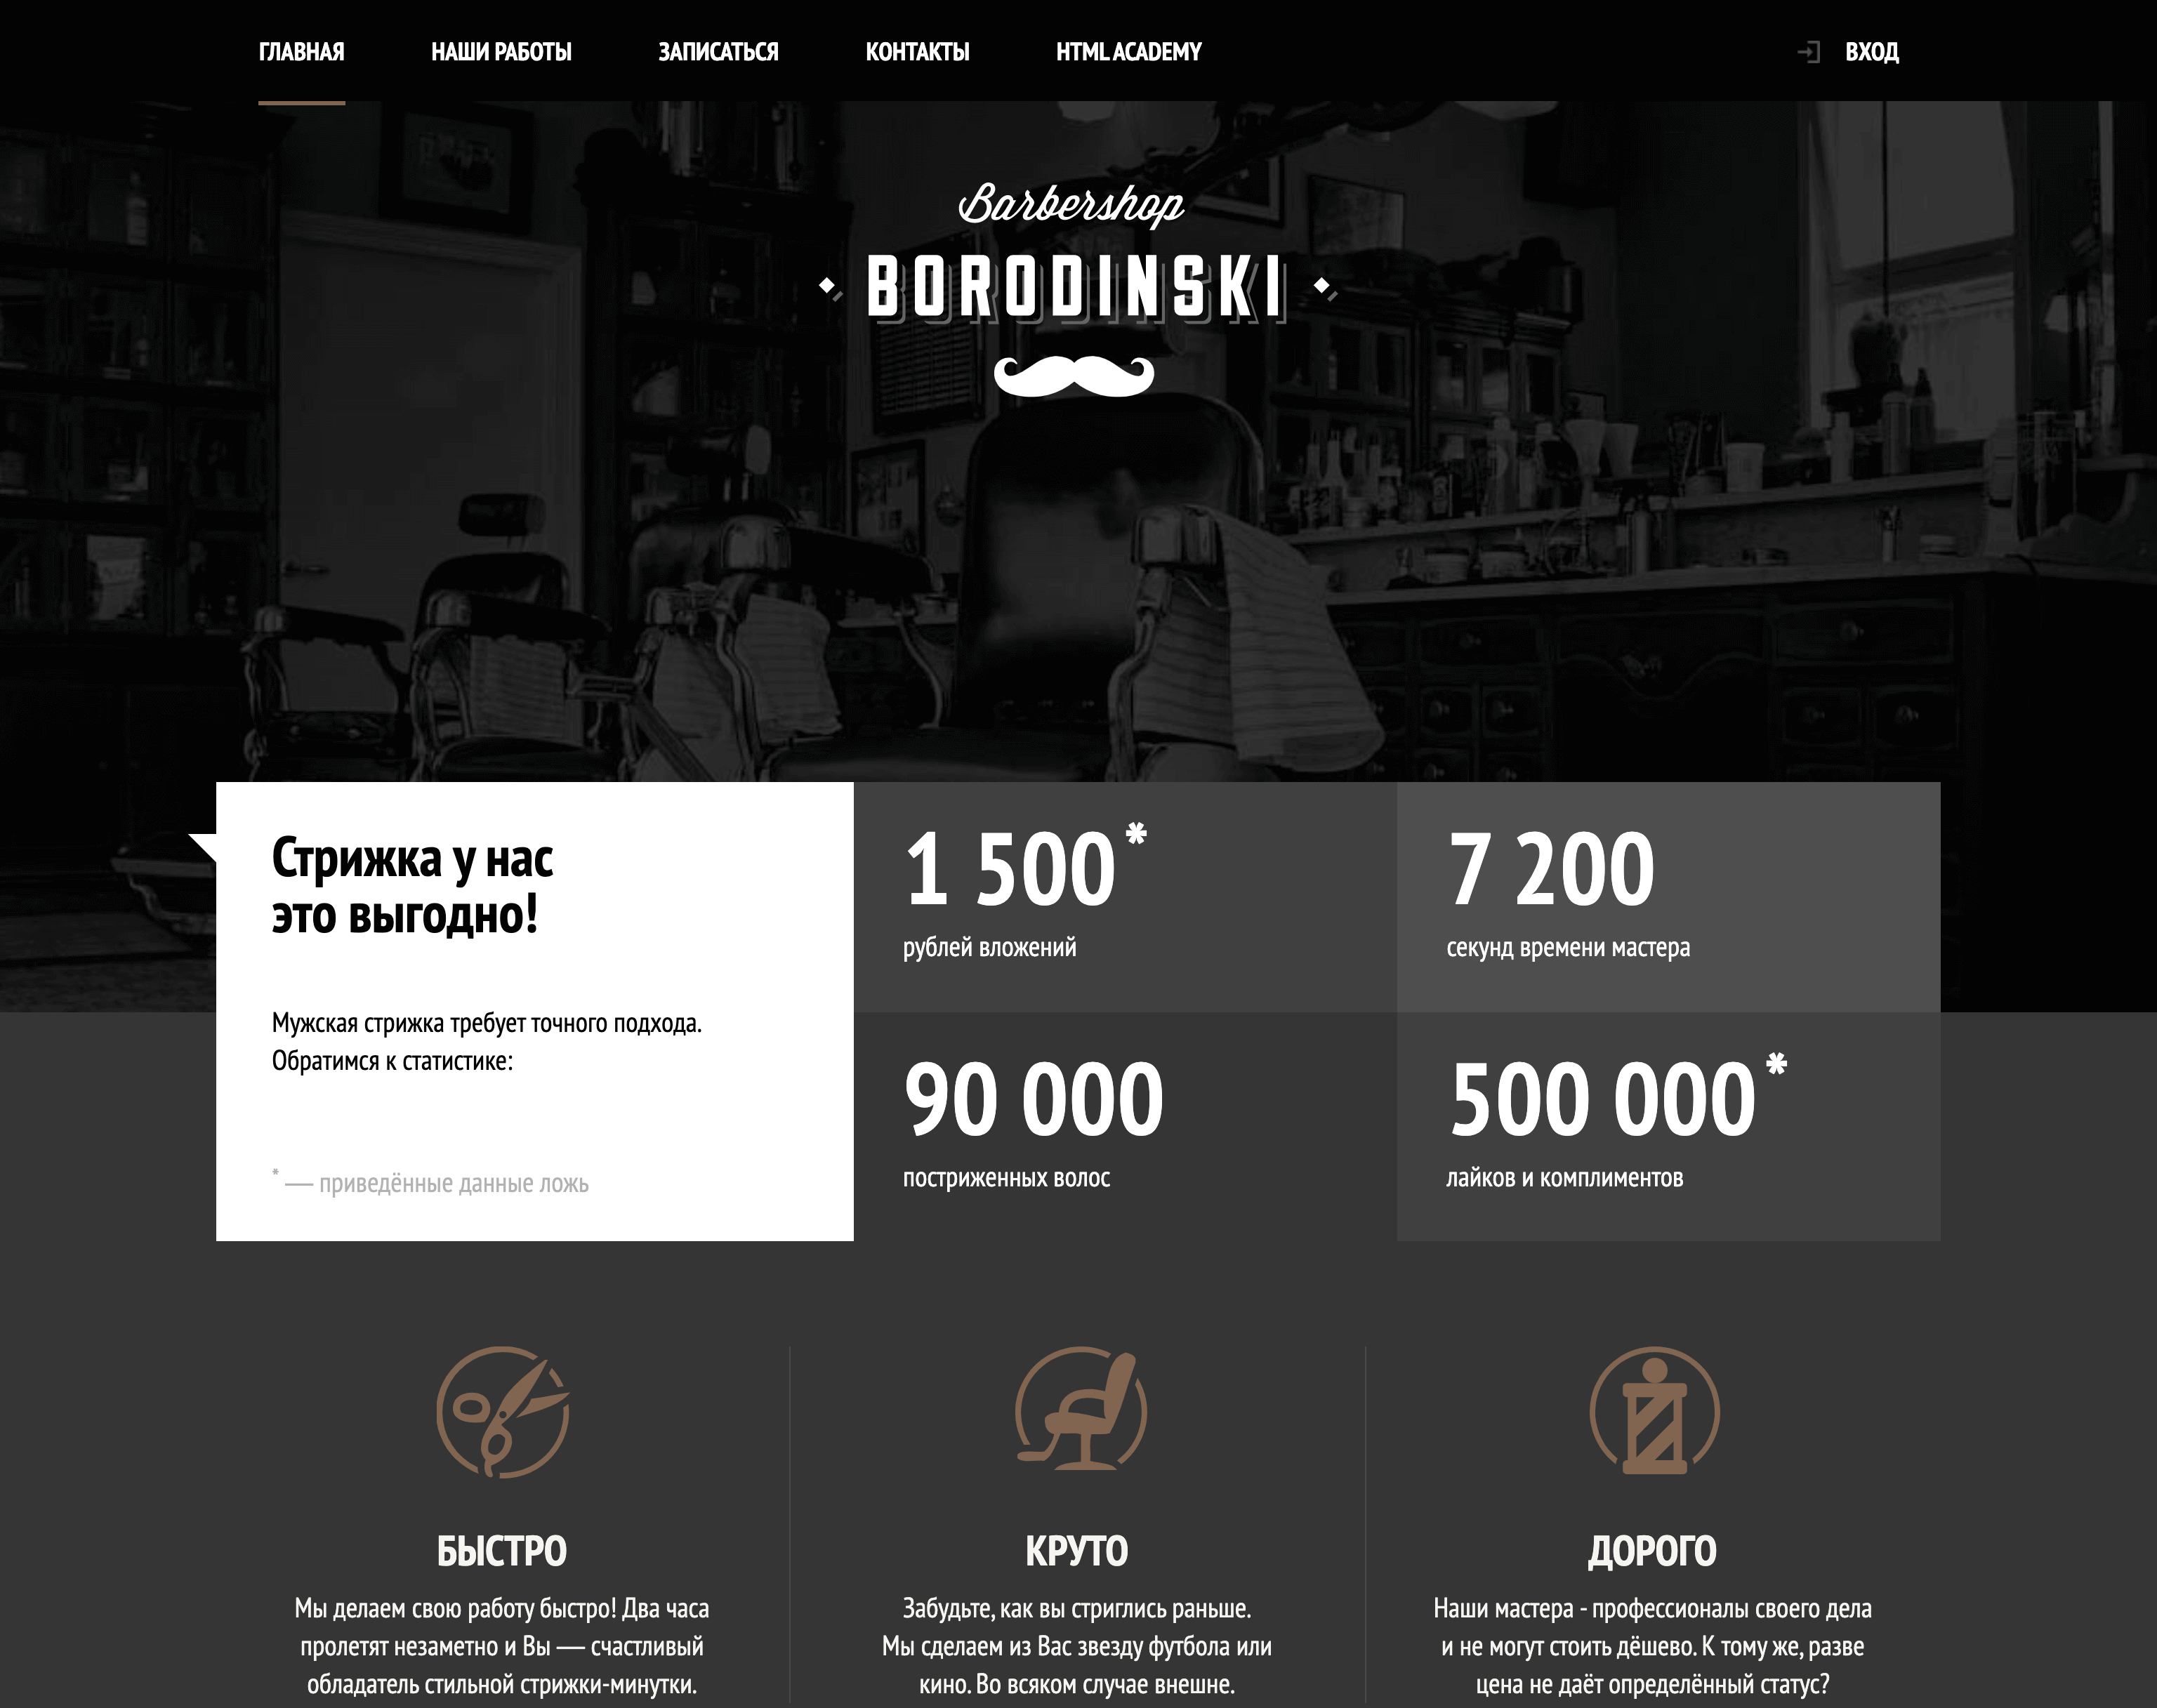 ГЛАВНАЯ НАШИ РАБОТЫ ЗАПИСАТЬСЯ КОНТАКТЫ HTML ACADEMY ВХОД
Barbershop
BORODINSKI
Стрижка у нас
это выгодно!
Мужская стрижка требует точного подхода.
Обратимся к статистике:
* — приведённые данные ложь
1 500*
рублей вложений
7 200
секунд времени мастера
90 000
постриженных волос
500 000*
лайков и комплиментов
БЫСТРО
Мы делаем свою работу быстро! Два часа
пролетят незаметно и Вы — счастливый
обладатель стильной стрижки-минутки.
КРУТО
Забудьте, как вы стриглись раньше.
Мы сделаем из Вас звезду футбола или
кино. Во всяком случае внешне.
ДОРОГО
Наши мастера - профессионалы своего дела
и не могут стоить дёшево. К тому же, разве
цена не даёт определённый статус?